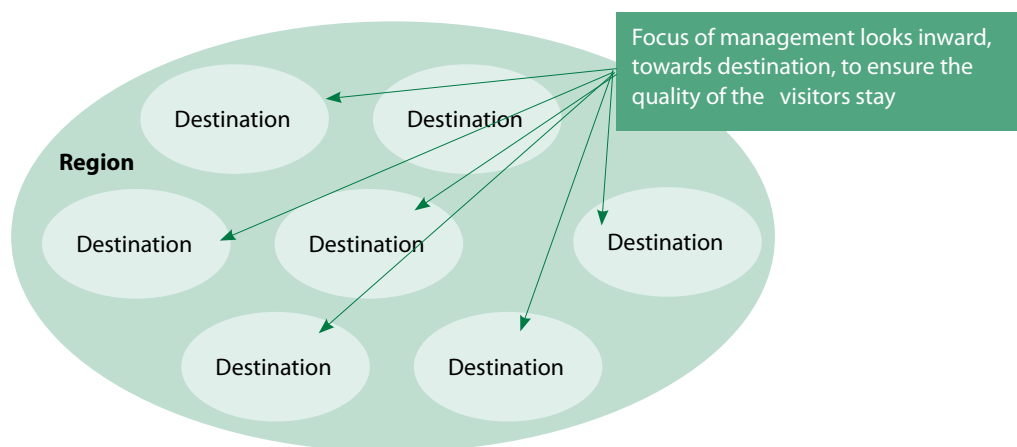 Focus of management looks inward,
towards destination, to ensure the
quality of the visitors stay
Destination
Destination
Region
Destination
Destination
Destination
Destination
Destination